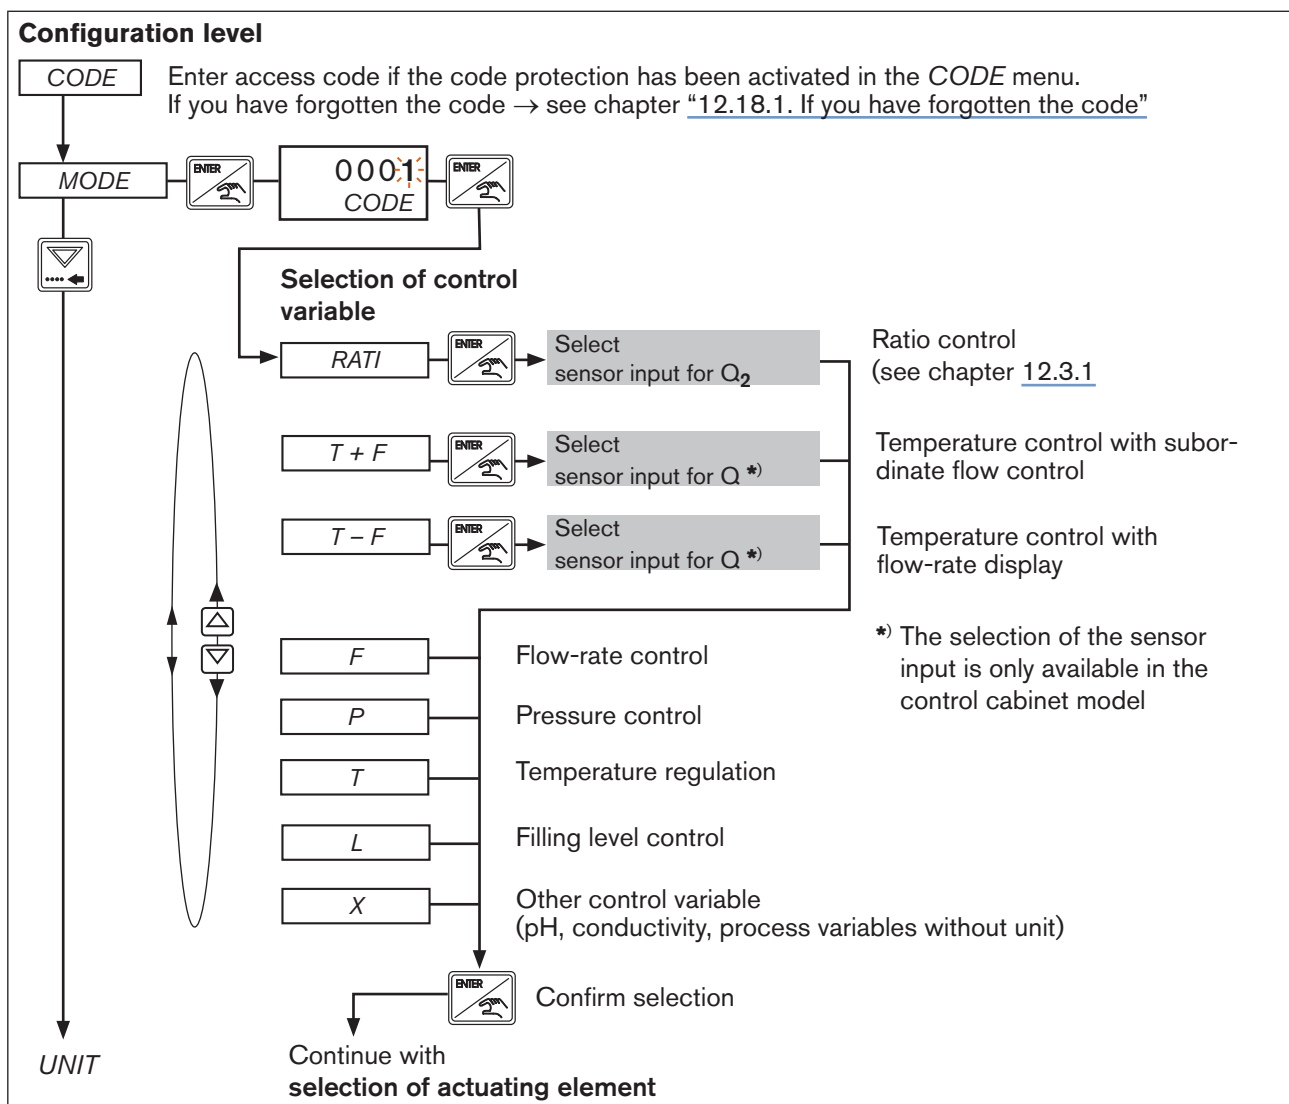 Configuration level
CODE
Enter access code if the code protection has been activated in the CODE menu.
If you have forgotten the code → see chapter “12.18.1. If you have forgotten the code”
MODE
ENTER
0001
CODE
ENTER
Selection of control
variable
RATI
ENTER
Select
sensor input for Q2
Ratio control
(see chapter 12.3.1
T + F
ENTER
Select
sensor input for Q *)
Temperature control with subor-
dinate flow control
T – F
ENTER
Select
sensor input for Q *)
Temperature control with
flow-rate display
*) The selection of the sensor
input is only available in the
control cabinet model
F
Flow-rate control
P
Pressure control
T
Temperature regulation
L
Filling level control
X
Other control variable
(pH, conductivity, process variables without unit)
ENTER
Confirm selection
UNIT
Continue with
selection of actuating element